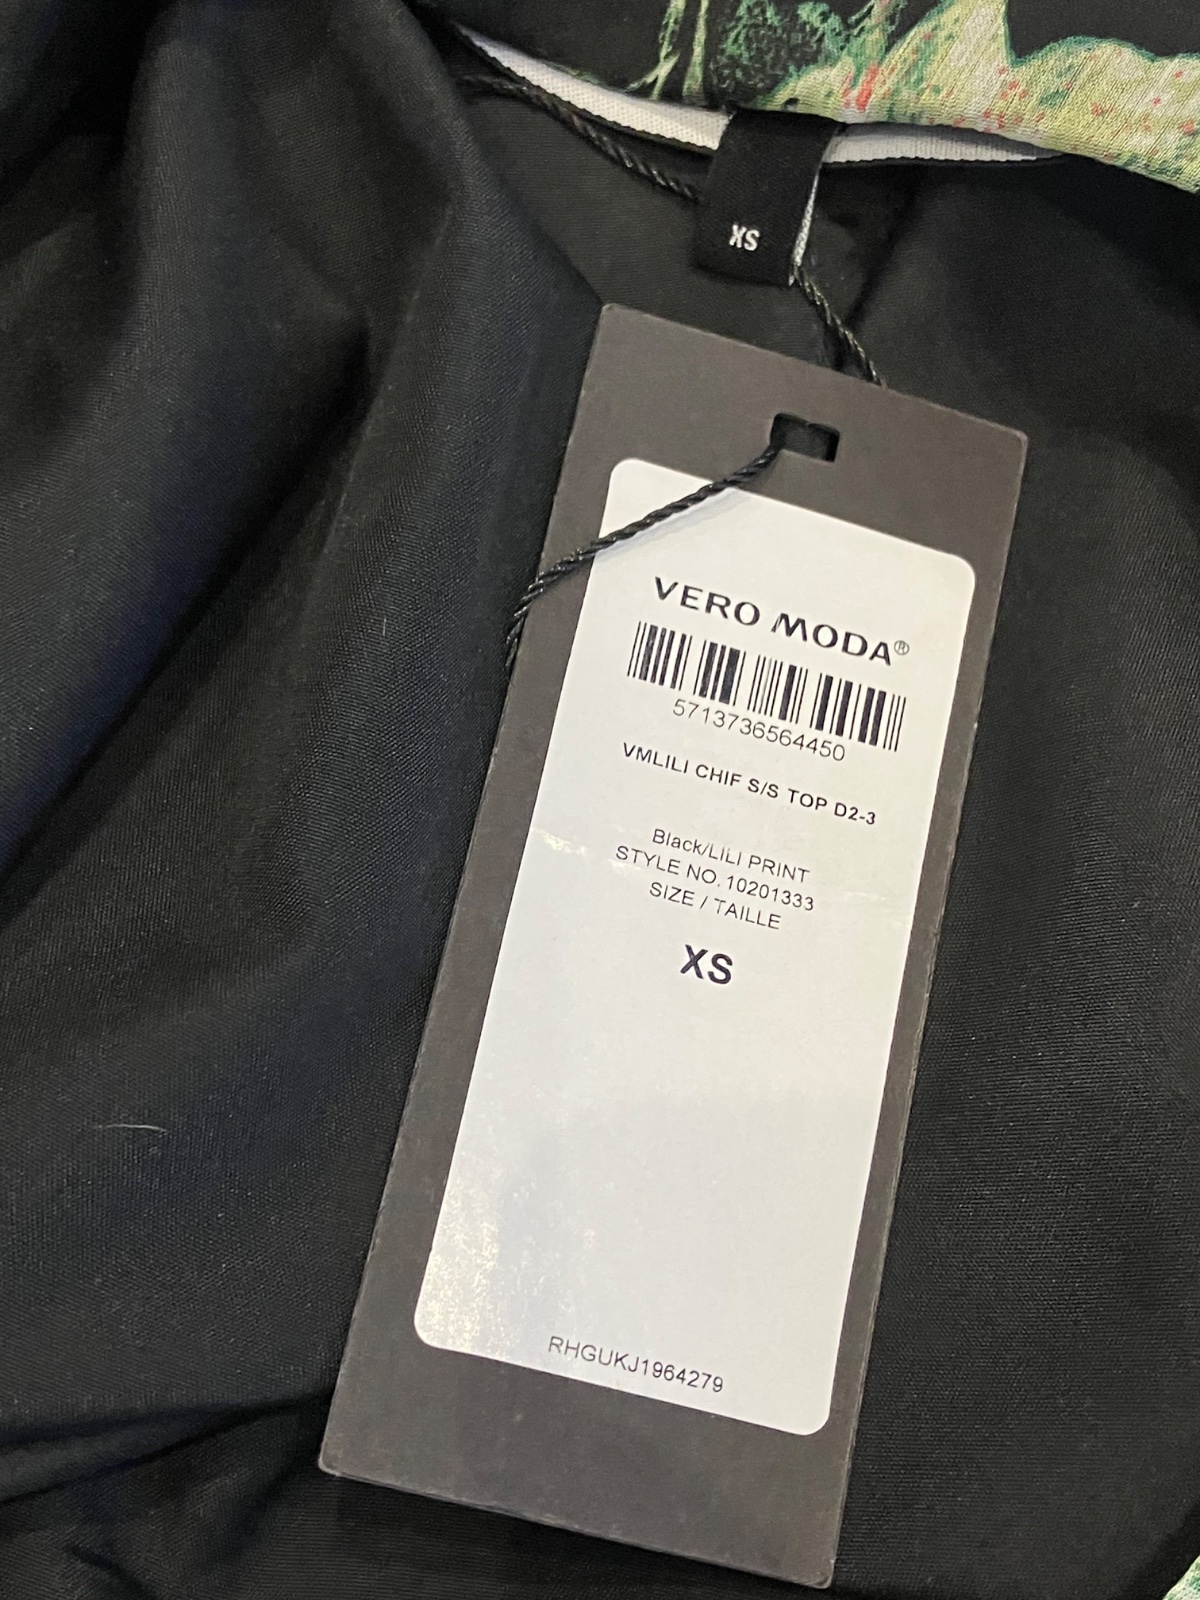 XS
VERO MODA®
5713736564450
VMLILI CHIF S/S TOP D2-3
Black/LILI PRINT
STYLE NO. 10201333
SIZE / TAILLE
XS
RHGUKJ1964279